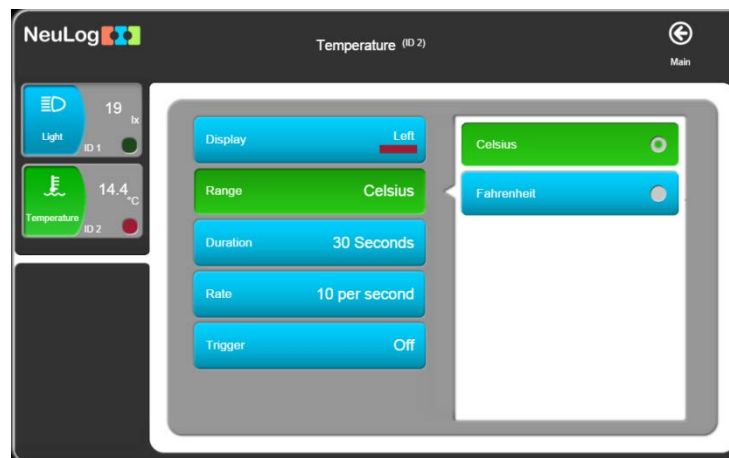 NeuLog
Temperature (ID 2)
Main
Light
19
lx
ID 1
Temperature
14.4
°C
ID 2
Display Left
Range Celsius
Duration 30 Seconds
Rate 10 per second
Trigger Off
Celsius
Fahrenheit